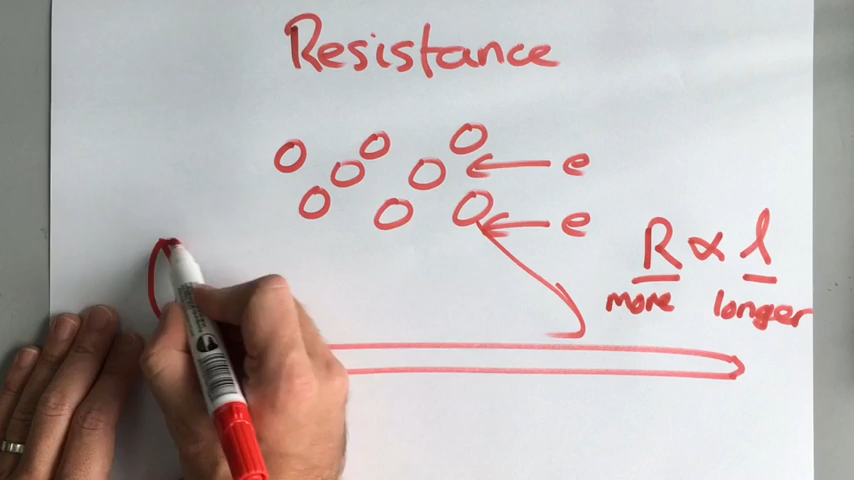 Resistance
e
e
R ∝ l
more longer